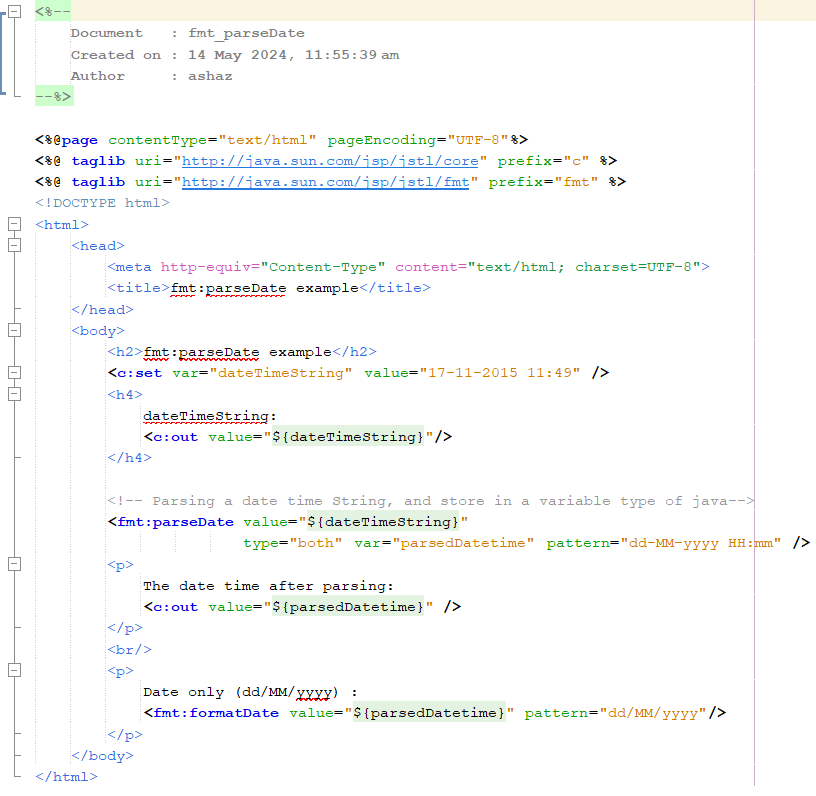 <%--
    Document   : fmt_parseDate
    Created on : 14 May 2024, 11:55:39 am
    Author     : ashaz
--%>

<%@page contentType="text/html" pageEncoding="UTF-8"%>
<%@ taglib uri="http://java.sun.com/jsp/jstl/core" prefix="c" %>
<%@ taglib uri="http://java.sun.com/jsp/jstl/fmt" prefix="fmt" %>
<!DOCTYPE html>
<html>
    <head>
        <meta http-equiv="Content-Type" content="text/html; charset=UTF-8">
        <title>fmt:parseDate example</title>
    </head>
    <body>
        <h2>fmt:parseDate example</h2>
        <c:set var="dateTimeString" value="17-11-2015 11:49" />
        <h4>
            dateTimeString:
            <c:out value="${dateTimeString}"/>
        </h4>

        <!-- Parsing a date time String, and store in a variable type of java-->
        <fmt:parseDate value="${dateTimeString}"
                       type="both" var="parsedDatetime" pattern="dd-MM-yyyy HH:mm" />
        <p>
            The date time after parsing:
            <c:out value="${parsedDatetime}" />
        </p>
        <br/>
        <p>
            Date only (dd/MM/yyyy) :
            <fmt:formatDate value="${parsedDatetime}" pattern="dd/MM/yyyy"/>
        </p>
    </body>
</html>